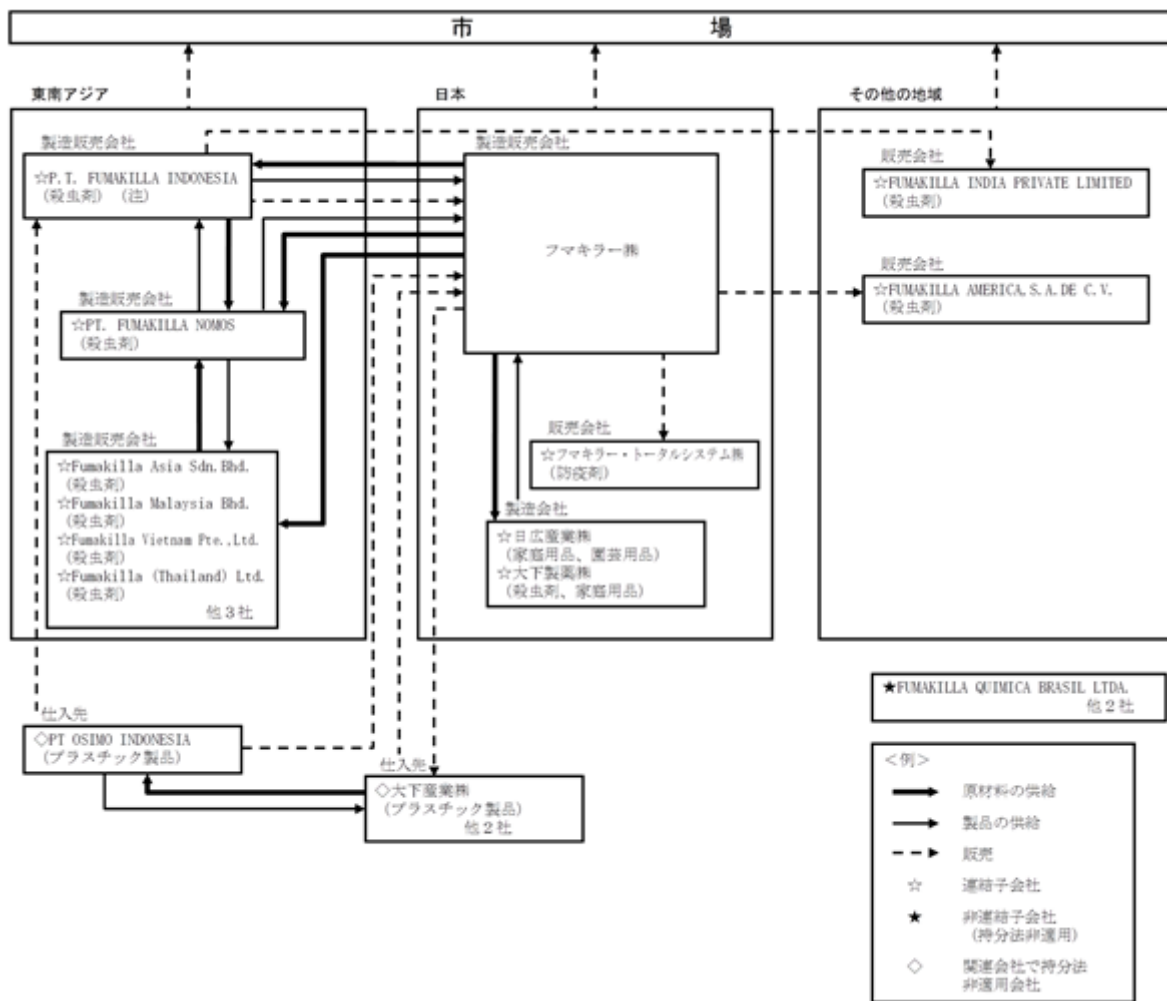 市　場
東南アジア
日本
その他の地域
製造販売会社
☆P.T. FUMAKILLA INDONESIA
(殺虫剤) (注)
製造販売会社
☆PT. FUMAKILLA NOMOS
(殺虫剤)
製造販売会社
☆Fumakilla Asia Sdn.Bhd.
(殺虫剤)
☆Fumakilla Malaysia Bhd.
(殺虫剤)
☆Fumakilla Vietnam Pte.,Ltd.
(殺虫剤)
☆Fumakilla (Thailand) Ltd.
(殺虫剤)
他3社
製造販売会社
フマキラー㈱
販売会社
☆フマキラー・トータルシステム㈱
(防疫剤)
製造会社
☆日広産業㈱
(家庭用品、園芸用品)
☆大下製薬㈱
(殺虫剤、家庭用品)
販売会社
☆FUMAKILLA INDIA PRIVATE LIMITED
(殺虫剤)
販売会社
☆FUMAKILLA AMERICA,S.A.DE C.V.
(殺虫剤)
仕入先
◇PT OSIMO INDONESIA
(プラスチック製品)
仕入先
◇大下産業㈱
(プラスチック製品)
他2社
★FUMAKILLA QUIMICA BRASIL LTDA.
他2社
＜例＞
原材料の供給
製品の供給
販売
☆ 連結子会社
★ 非連結子会社
(持分法非適用)
◇ 関連会社で持分法
非適用会社